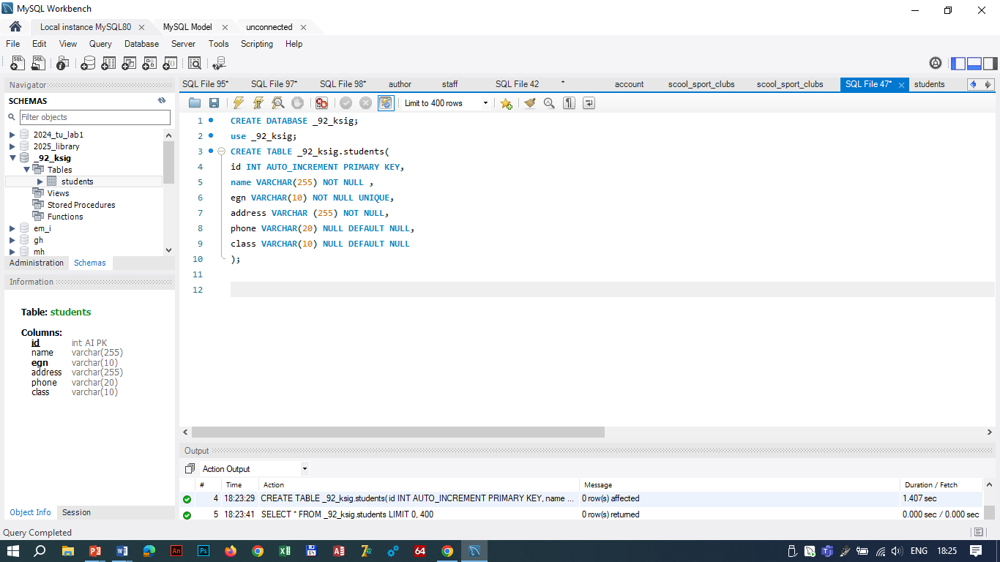 MySQL Workbench
Local instance MySQL80 MySQL Model unconnected
File Edit View Query Database Server Tools Scripting Help
Navigator
SCHEMAS
Filter objects
2024_tu_lab1
2025_library
_92_ksig
Tables
students
Views
Stored Procedures
Functions
em_i
gh
mh
Administration Schemas
Information
Table: students
Columns:
id int AI PK
name varchar(255)
egn varchar(10)
address varchar(255)
phone varchar(20)
class varchar(10)
Object Info Session
SQL File 95* SQL File 97* SQL File 98* author staff SQL File 42 * account scool_sport_clubs scool_sport_clubs SQL File 47* students
Limit to 400 rows
1 CREATE DATABASE _92_ksig;
2 use _92_ksig;
3 CREATE TABLE _92_ksig.students(
4 id INT AUTO_INCREMENT PRIMARY KEY,
5 name VARCHAR(255) NOT NULL ,
6 egn VARCHAR(10) NOT NULL UNIQUE,
7 address VARCHAR (255) NOT NULL,
8 phone VARCHAR(20) NULL DEFAULT NULL,
9 class VARCHAR(10) NULL DEFAULT NULL
10 );
11
12
Output
Action Output
# Time Action Message Duration / Fetch
4 18:23:29 CREATE TABLE _92_ksig.students( id INT AUTO_INCREMENT PRIMARY KEY, name ... 0 row(s) affected 1.407 sec
5 18:23:41 SELECT * FROM _92_ksig.students LIMIT 0, 400 0 row(s) returned 0.000 sec / 0.000 sec
Query Completed
ENG 18:25